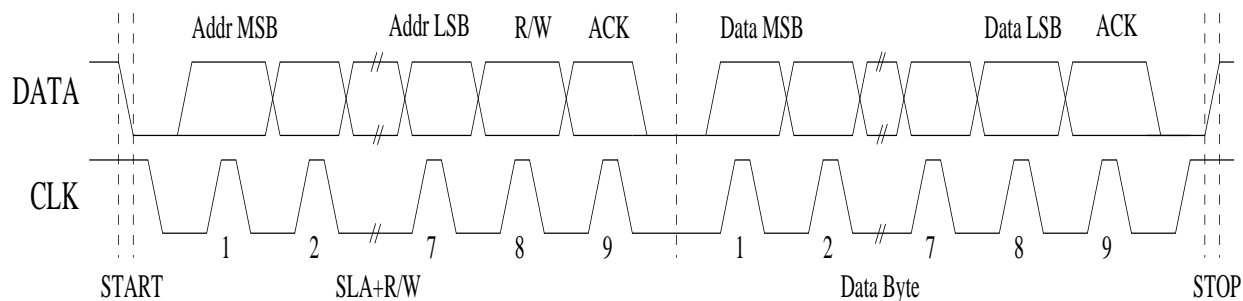 Addr MSB Addr LSB R/W ACK Data MSB Data LSB ACK
DATA
CLK
1 2 7 8 9 1 2 7 8 9
START SLA+R/W Data Byte STOP